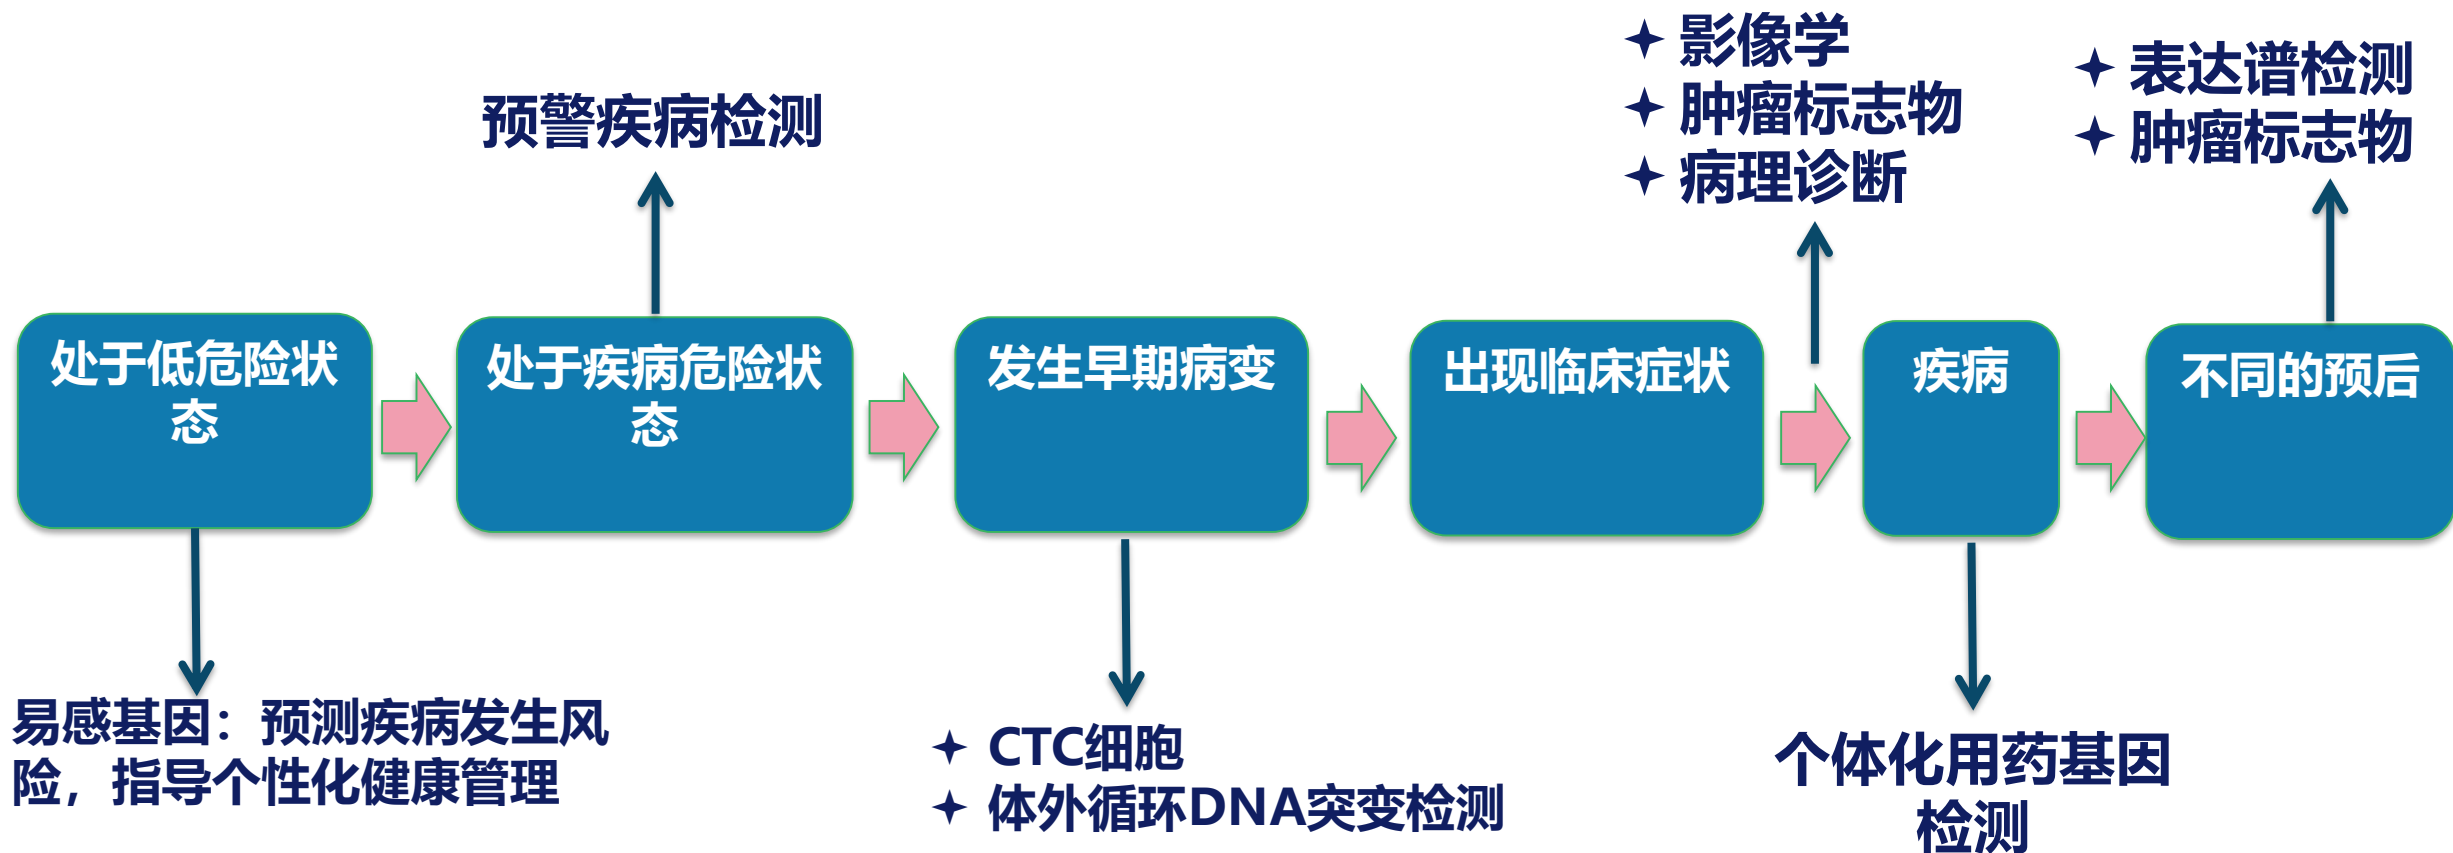 影像学
肿瘤标志物
病理诊断
表达谱检测
肿瘤标志物
预警疾病检测
处于低危险状
态
处于疾病危险状
态
发生早期病变
出现临床症状
疾病
不同的预后
易感基因：预测疾病发生风
险，指导个性化健康管理
CTC细胞
体外循环DNA突变检测
个体化用药基因
检测